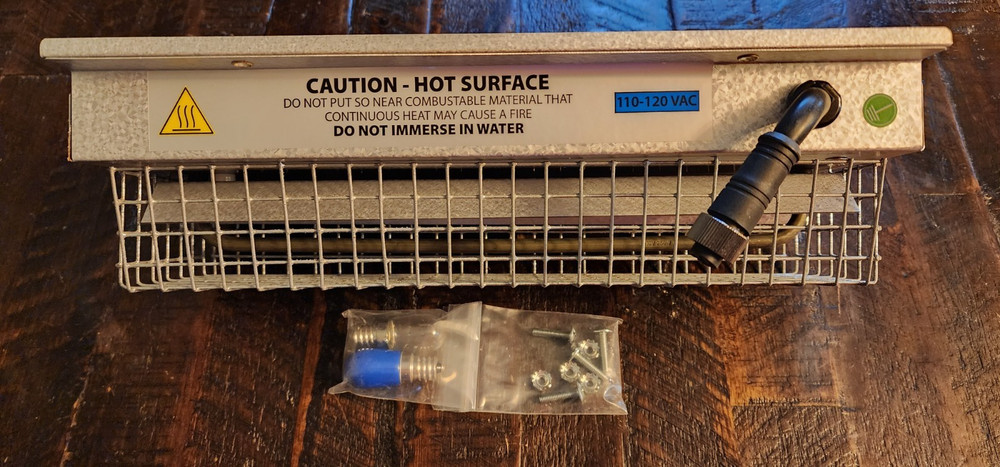 CAUTION - HOT SURFACE
DO NOT PUT SO NEAR COMBUSTABLE MATERIAL THAT
CONTINUOUS HEAT MAY CAUSE A FIRE
DO NOT IMMERSE IN WATER
110-120 VAC